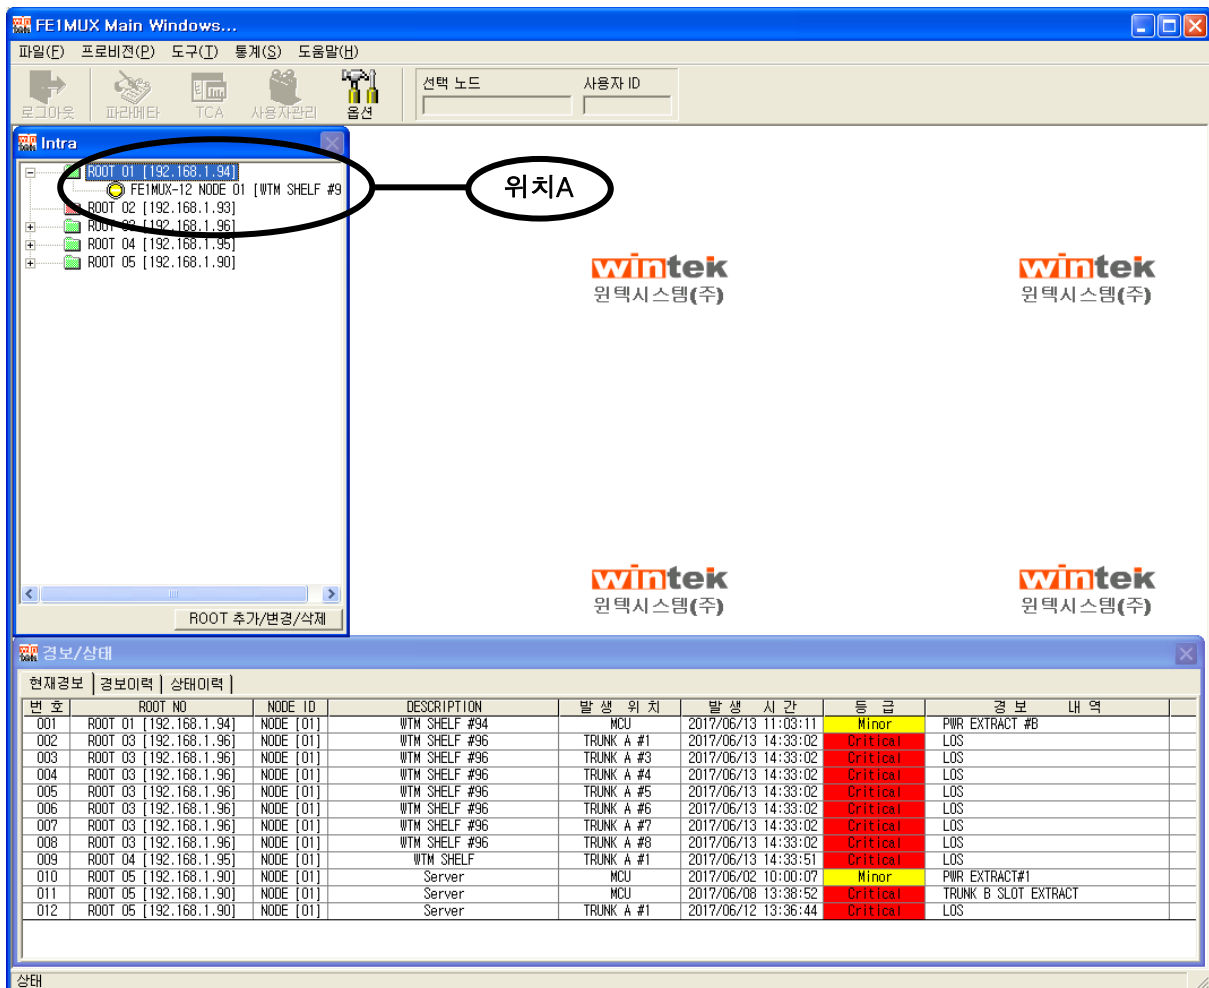 FE1MUX Main Windows...
파일(F) 프로비전(P) 도구(T) 통계(S) 도움말(H)
로그아웃 파라메타 TCA 사용자관리 옵션
선택 노드 사용자 ID
Intra
ROOT 01 [192.168.1.94]
FE1MUX-12 NODE 01 [WTM SHELF #9
ROOT 02 [192.168.1.93]
ROOT 03 [192.168.1.96]
ROOT 04 [192.168.1.95]
ROOT 05 [192.168.1.90]
위치A
wintek wintek
윈텍시스템(주) 윈텍시스템(주)
wintek wintek
윈텍시스템(주) 윈텍시스템(주)
ROOT 추가/변경/삭제
경보/상태
현재경보 경보이력 상태이력
번 호 ROOT NO NODE ID DESCRIPTION 발 생 위 치 발 생 시 간 등 급 경 보 내 역
001 ROOT 01 [192.168.1.94] NODE [01] WTM SHELF #94 MCU 2017/06/13 11:03:11 Minor PWR EXTRACT #B
002 ROOT 03 [192.168.1.96] NODE [01] WTM SHELF #96 TRUNK A #1 2017/06/13 14:33:02 Critical LOS
003 ROOT 03 [192.168.1.96] NODE [01] WTM SHELF #96 TRUNK A #3 2017/06/13 14:33:02 Critical LOS
004 ROOT 03 [192.168.1.96] NODE [01] WTM SHELF #96 TRUNK A #4 2017/06/13 14:33:02 Critical LOS
005 ROOT 03 [192.168.1.96] NODE [01] WTM SHELF #96 TRUNK A #5 2017/06/13 14:33:02 Critical LOS
006 ROOT 03 [192.168.1.96] NODE [01] WTM SHELF #96 TRUNK A #6 2017/06/13 14:33:02 Critical LOS
007 ROOT 03 [192.168.1.96] NODE [01] WTM SHELF #96 TRUNK A #7 2017/06/13 14:33:02 Critical LOS
008 ROOT 03 [192.168.1.96] NODE [01] WTM SHELF #96 TRUNK A #8 2017/06/13 14:33:02 Critical LOS
009 ROOT 04 [192.168.1.95] NODE [01] WTM SHELF TRUNK A #1 2017/06/13 14:33:51 Critical LOS
010 ROOT 05 [192.168.1.90] NODE [01] Server MCU 2017/06/02 10:00:07 Minor PWR EXTRACT#1
011 ROOT 05 [192.168.1.90] NODE [01] Server MCU 2017/06/08 13:38:52 Critical TRUNK B SLOT EXTRACT
012 ROOT 05 [192.168.1.90] NODE [01] Server TRUNK A #1 2017/06/12 13:36:44 Critical LOS
상태